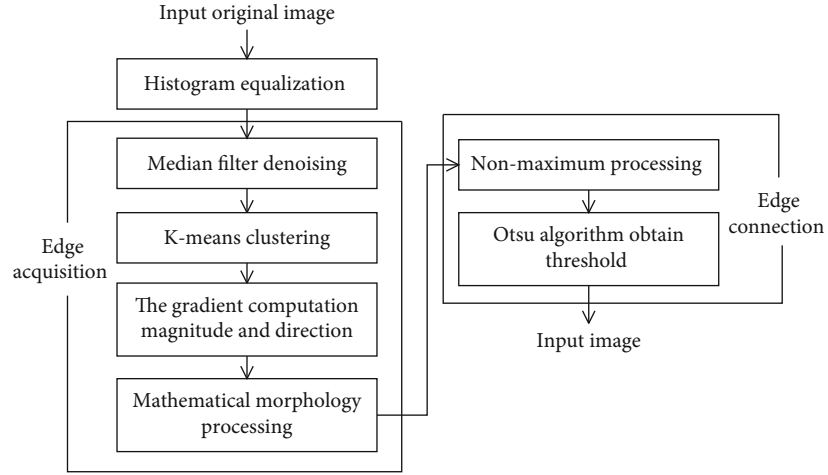 Input original image
Histogram equalization
Median filter denoising
K-means clustering
The gradient computation
magnitude and direction
Mathematical morphology
processing
Edge
acquisition
Non-maximum processing
Otsu algorithm obtain
threshold
Edge
connection
Input image